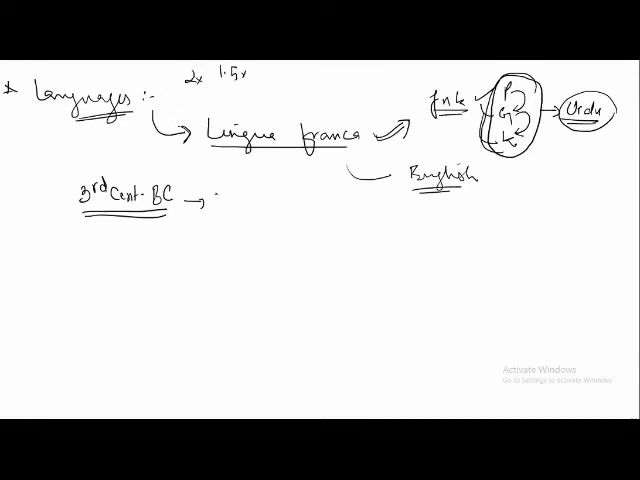 2x 1.5x
* Languages :-
Lingua franca
P
G
K
Urdu
English
3rd Cent. BC →
Activate Windows
Go to Settings to activate Windows.